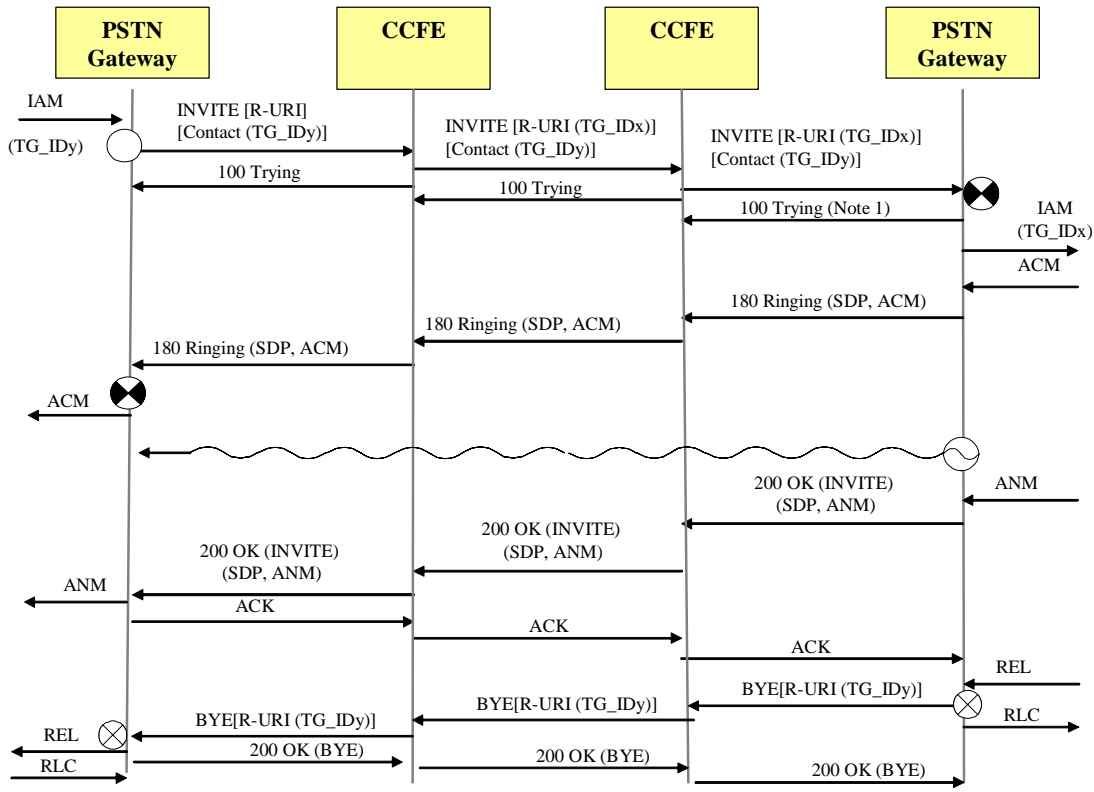 PSTN
Gateway
CCFE
CCFE
PSTN
Gateway
IAM
(TG_IDy)
INVITE [R-URI]
[Contact (TG_IDy)]
INVITE [R-URI (TG_IDx)]
[Contact (TG_IDy)]
INVITE [R-URI (TG_IDx)]
[Contact (TG_IDy)]
100 Trying
100 Trying
100 Trying (Note 1)
IAM
(TG_IDx)
ACM
180 Ringing (SDP, ACM)
180 Ringing (SDP, ACM)
180 Ringing (SDP, ACM)
ACM
ANM
200 OK (INVITE)
(SDP, ANM)
200 OK (INVITE)
(SDP, ANM)
200 OK (INVITE)
(SDP, ANM)
ANM
ACK
ACK
ACK
REL
BYE[R-URI (TG_IDy)]
BYE[R-URI (TG_IDy)]
BYE[R-URI (TG_IDy)]
RLC
REL
200 OK (BYE)
200 OK (BYE)
200 OK (BYE)
RLC